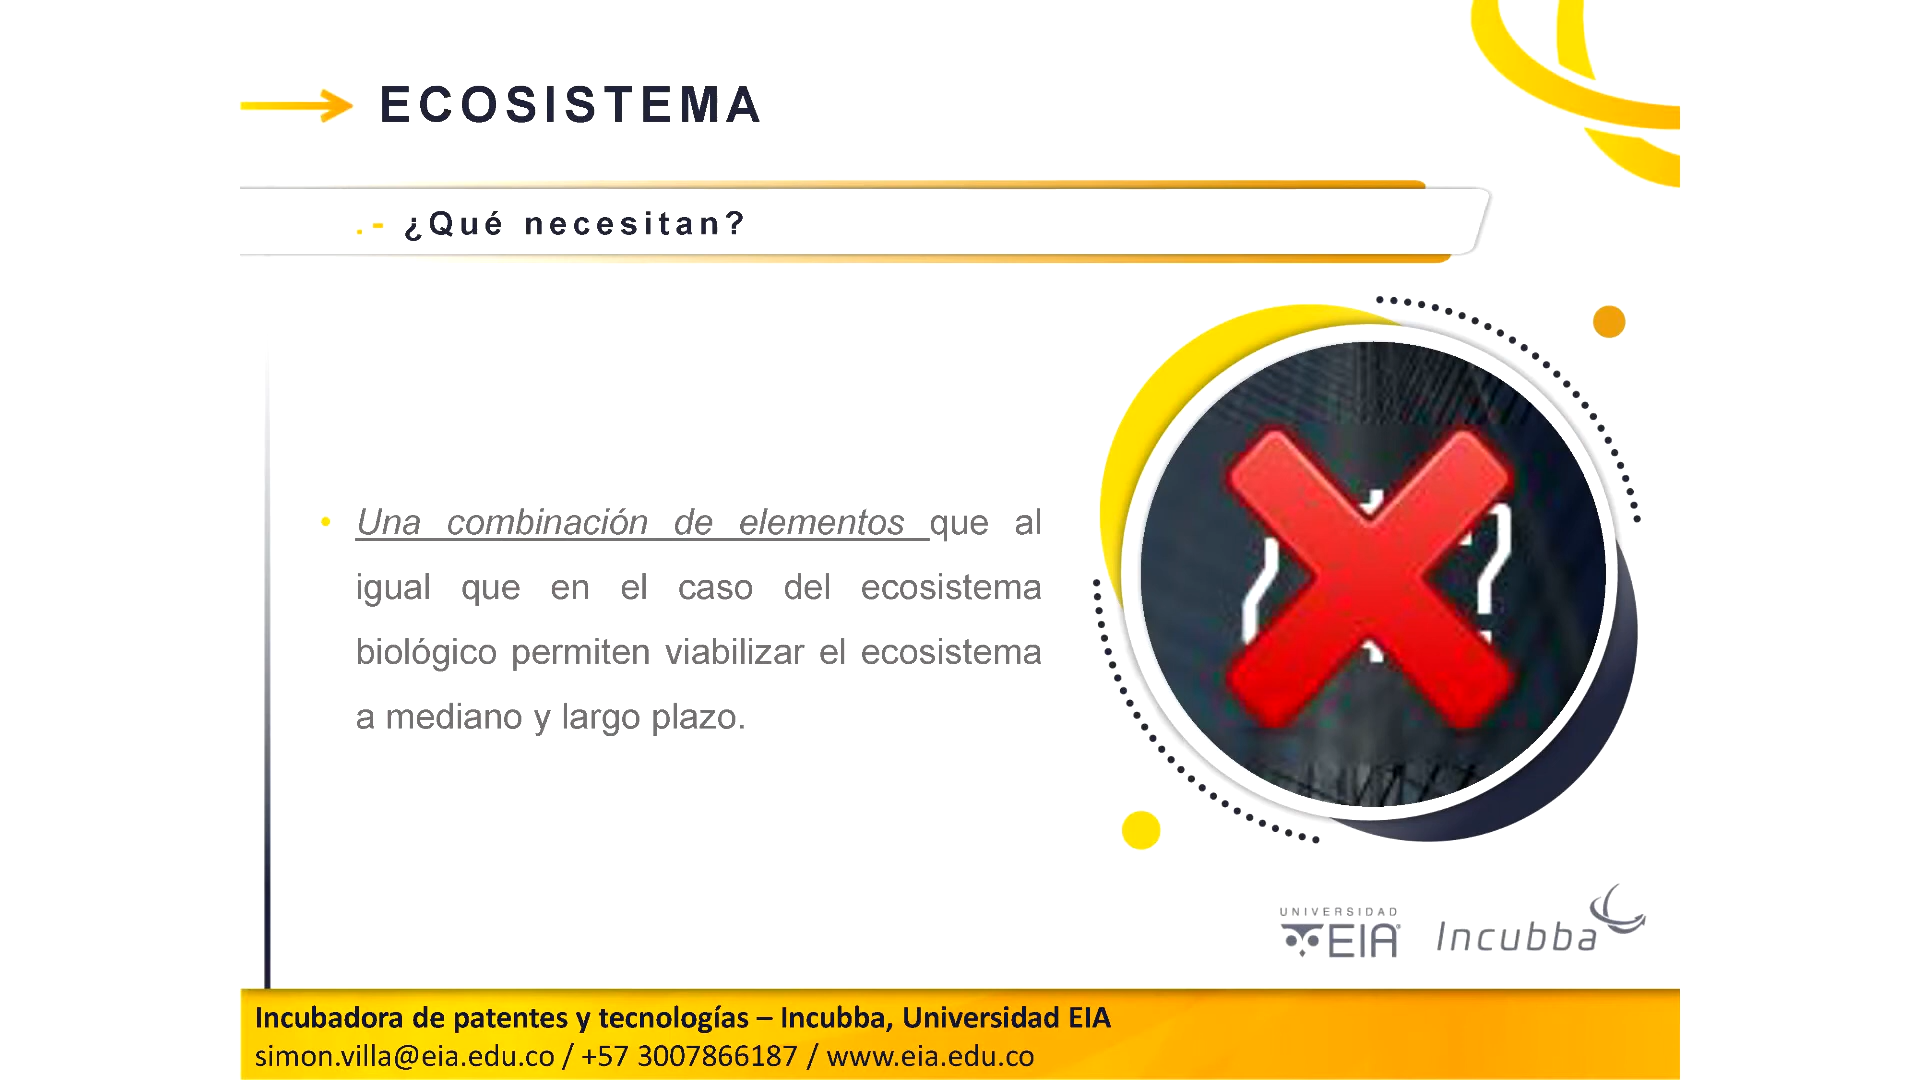 ECOSISTEMA
.- ¿Qué necesitan?
• Una combinación de elementos que al
igual que en el caso del ecosistema
biológico permiten viabilizar el ecosistema
a mediano y largo plazo.
UNIVERSIDAD
EIA
Incubba
Incubadora de patentes y tecnologías – Incubba, Universidad EIA
simon.villa@eia.edu.co / +57 3007866187 / www.eia.edu.co